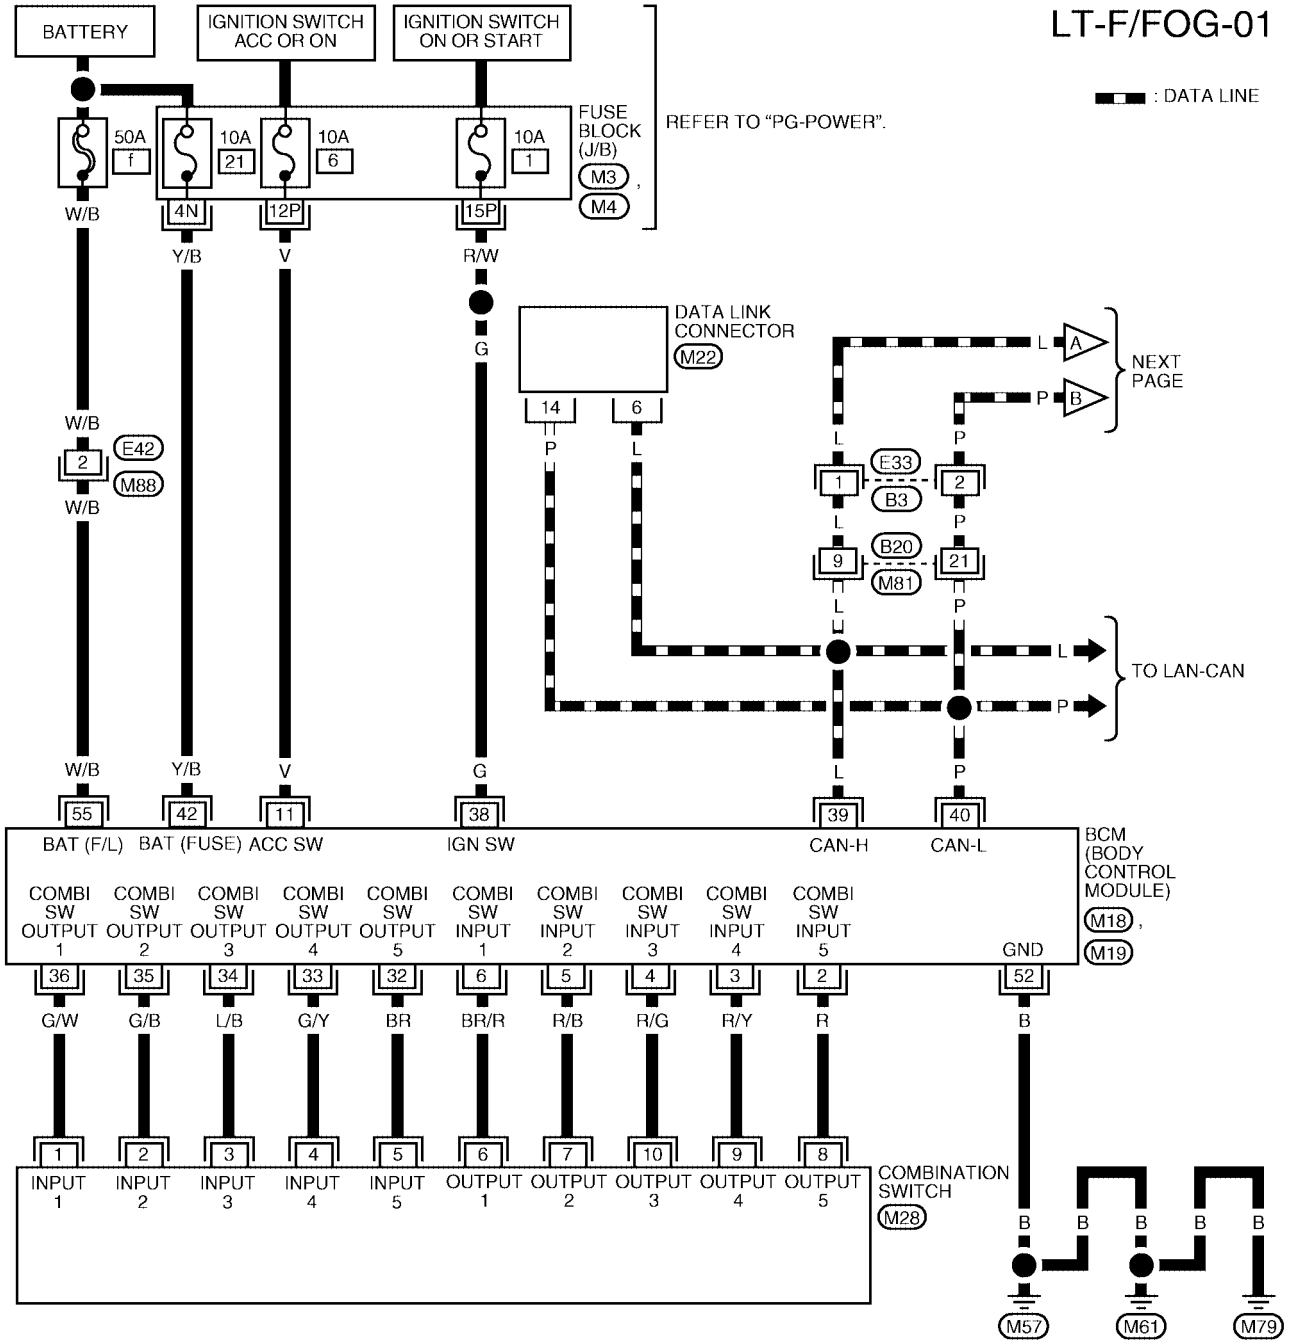 LT-F/FOG-01
BATTERY
IGNITION SWITCH
ACC OR ON
IGNITION SWITCH
ON OR START
: DATA LINE
50A
f
10A
21
10A
6
10A
1
FUSE
BLOCK
(J/B)
M3 ,
M4
REFER TO “PG-POWER”.
4N
12P
15P
W/B
Y/B
V
R/W
G
DATA LINK
CONNECTOR
M22
14
6
P
L
L
A
P
B
NEXT
PAGE
W/B
2
E42
M88
W/B
L
P
1
E33
B3
2
L
P
9
B20
M81
21
L
P
L
P
TO LAN-CAN
W/B
Y/B
V
G
L
P
55
42
11
38
39
40
BAT (F/L)
BAT (FUSE)
ACC SW
IGN SW
CAN-H
CAN-L
BCM
(BODY
CONTROL
MODULE)
M18 ,
M19
COMBI
SW
OUTPUT
1
COMBI
SW
OUTPUT
2
COMBI
SW
OUTPUT
3
COMBI
SW
OUTPUT
4
COMBI
SW
OUTPUT
5
COMBI
SW
INPUT
1
COMBI
SW
INPUT
2
COMBI
SW
INPUT
3
COMBI
SW
INPUT
4
COMBI
SW
INPUT
5
GND
36
35
34
33
32
6
5
4
3
2
52
G/W
G/B
L/B
G/Y
BR
BR/R
R/B
R/G
R/Y
R
B
1
2
3
4
5
6
7
10
9
8
INPUT
1
INPUT
2
INPUT
3
INPUT
4
INPUT
5
OUTPUT
1
OUTPUT
2
OUTPUT
3
OUTPUT
4
OUTPUT
5
COMBINATION
SWITCH
M28
B
B
B
B
B
M57
M61
M79